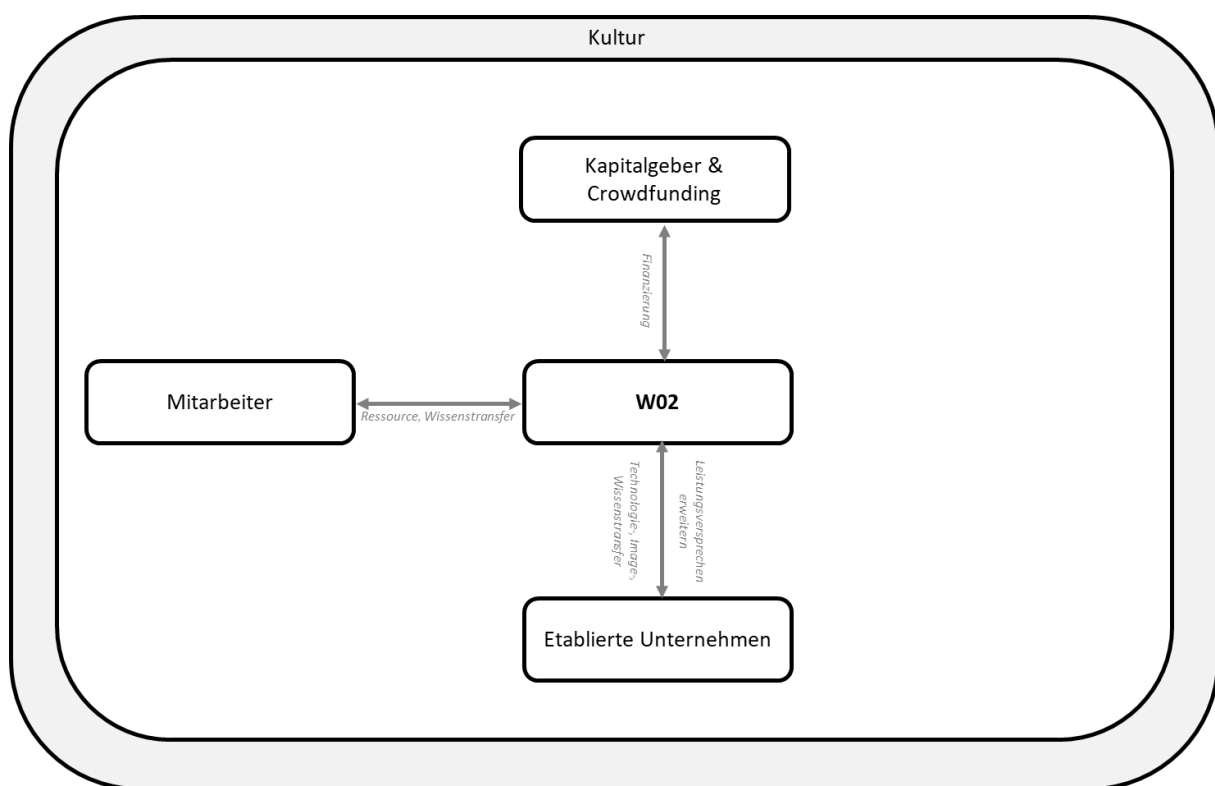 Kultur
Kapitalgeber &
Crowdfunding
Finanzierung
Mitarbeiter
Ressource, Wissenstransfer
W02
Technologie-, Image-,
Wissenstransfer
Leistungsversprechen
erweitern
Etablierte Unternehmen